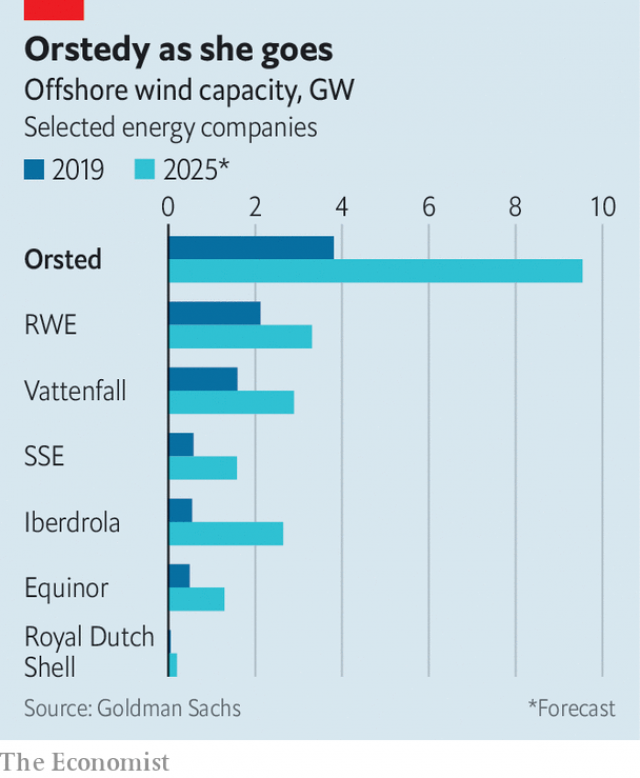 Orstedy as she goes
Offshore wind capacity, GW
Selected energy companies
2019 2025*
0 2 4 6 8 10
Orsted
RWE
Vattenfall
SSE
Iberdrola
Equinor
Royal Dutch
Shell
Source: Goldman Sachs *Forecast
The Economist